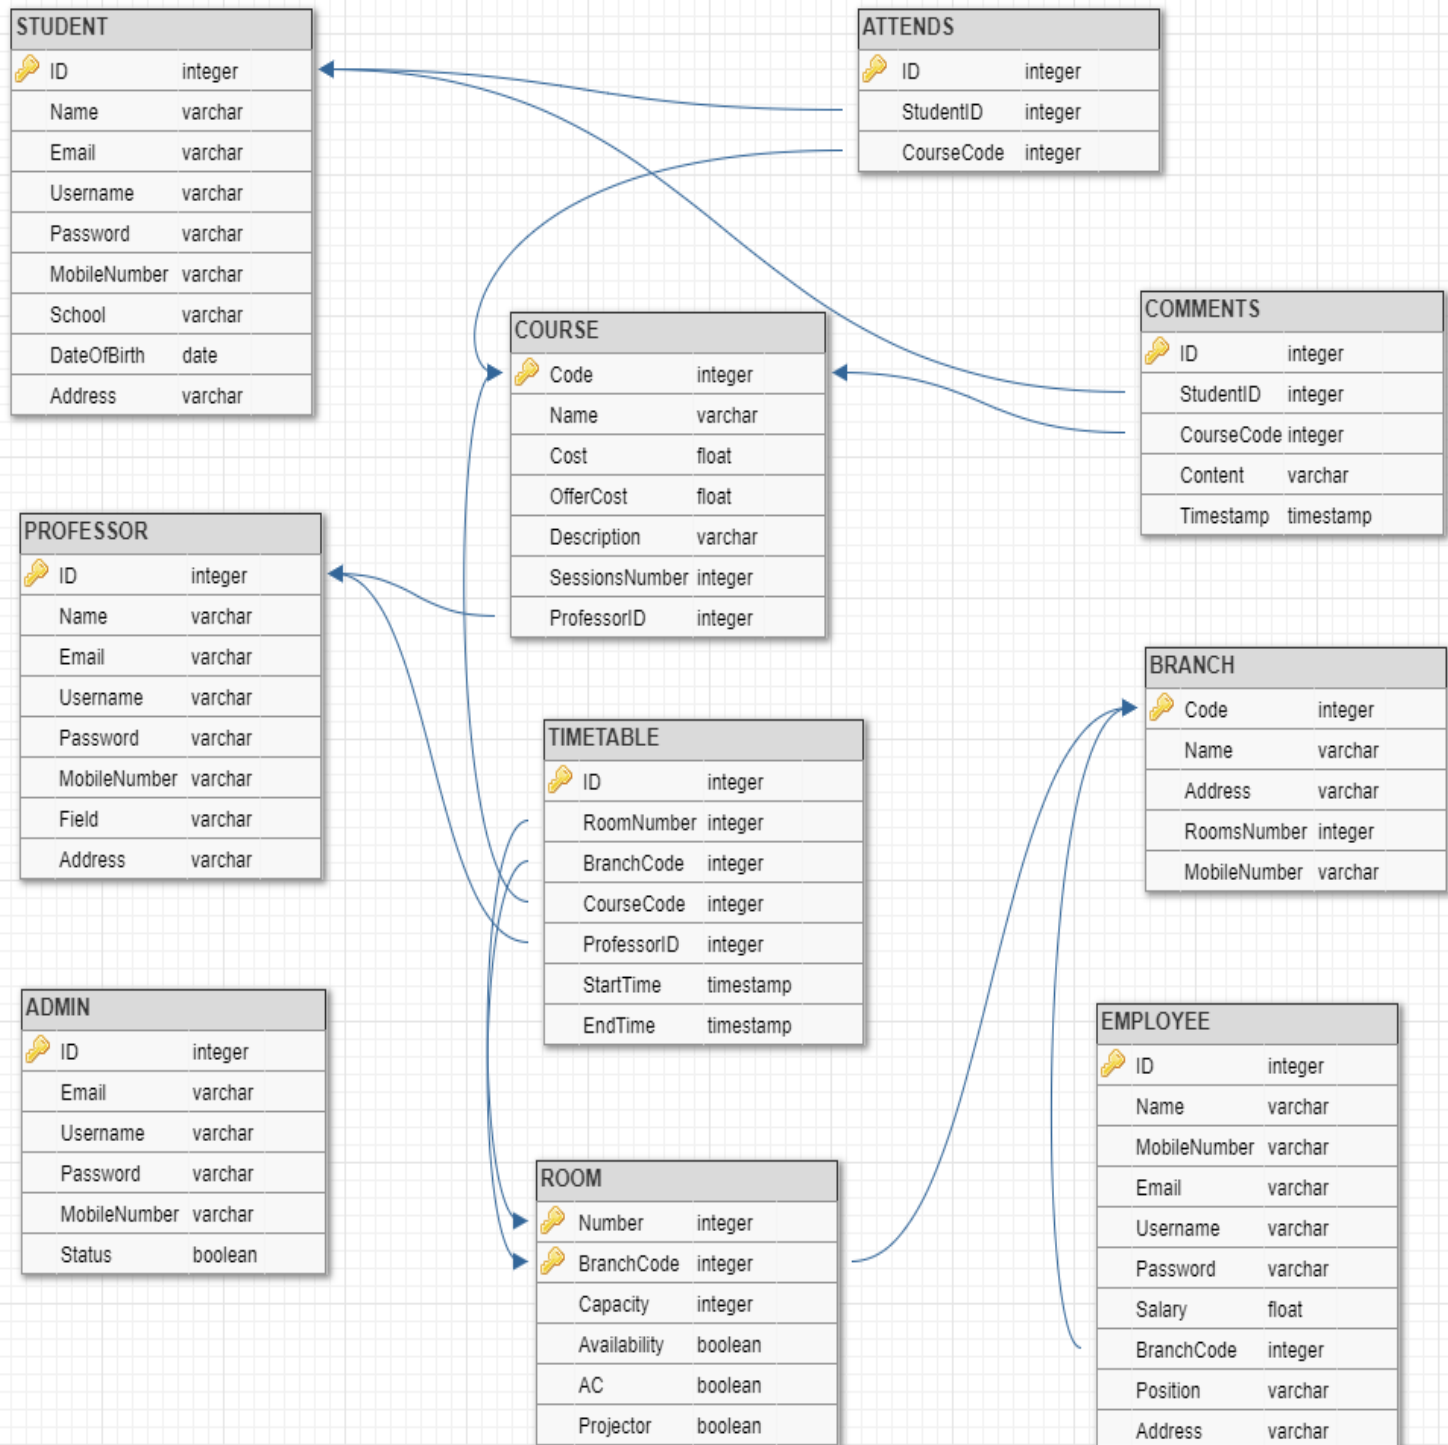 STUDENT
ID integer
Name varchar
Email varchar
Username varchar
Password varchar
MobileNumber varchar
School varchar
DateOfBirth date
Address varchar
ATTENDS
ID integer
StudentID integer
CourseCode integer
COURSE
Code integer
Name varchar
Cost float
OfferCost float
Description varchar
SessionsNumber integer
ProfessorID integer
COMMENTS
ID integer
StudentID integer
CourseCode integer
Content varchar
Timestamp timestamp
PROFESSOR
ID integer
Name varchar
Email varchar
Username varchar
Password varchar
MobileNumber varchar
Field varchar
Address varchar
TIMETABLE
ID integer
RoomNumber integer
BranchCode integer
CourseCode integer
ProfessorID integer
StartTime timestamp
EndTime timestamp
BRANCH
Code integer
Name varchar
Address varchar
RoomsNumber integer
MobileNumber varchar
ADMIN
ID integer
Email varchar
Username varchar
Password varchar
MobileNumber varchar
Status boolean
ROOM
Number integer
BranchCode integer
Capacity integer
Availability boolean
AC boolean
Projector boolean
EMPLOYEE
ID integer
Name varchar
MobileNumber varchar
Email varchar
Username varchar
Password varchar
Salary float
BranchCode integer
Position varchar
Address varchar